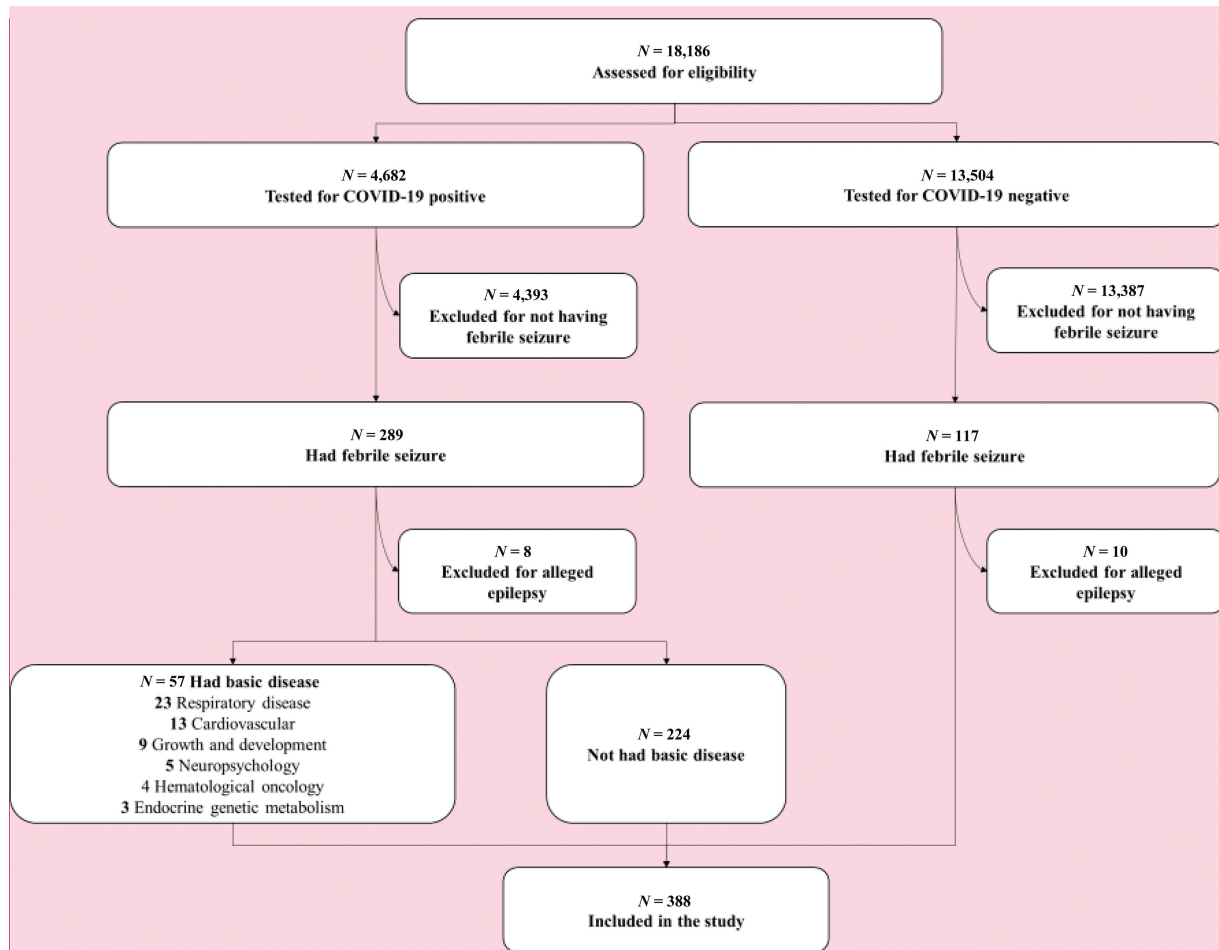 N = 18,186
Assessed for eligibility
N = 4,682
Tested for COVID-19 positive
N = 13,504
Tested for COVID-19 negative
N = 4,393
Excluded for not having
febrile seizure
N = 13,387
Excluded for not having
febrile seizure
N = 289
Had febrile seizure
N = 117
Had febrile seizure
N = 8
Excluded for alleged
epilepsy
N = 10
Excluded for alleged
epilepsy
N = 57 Had basic disease
23 Respiratory disease
13 Cardiovascular
9 Growth and development
5 Neuropsychology
4 Hematological oncology
3 Endocrine genetic metabolism
N = 224
Not had basic disease
N = 388
Included in the study